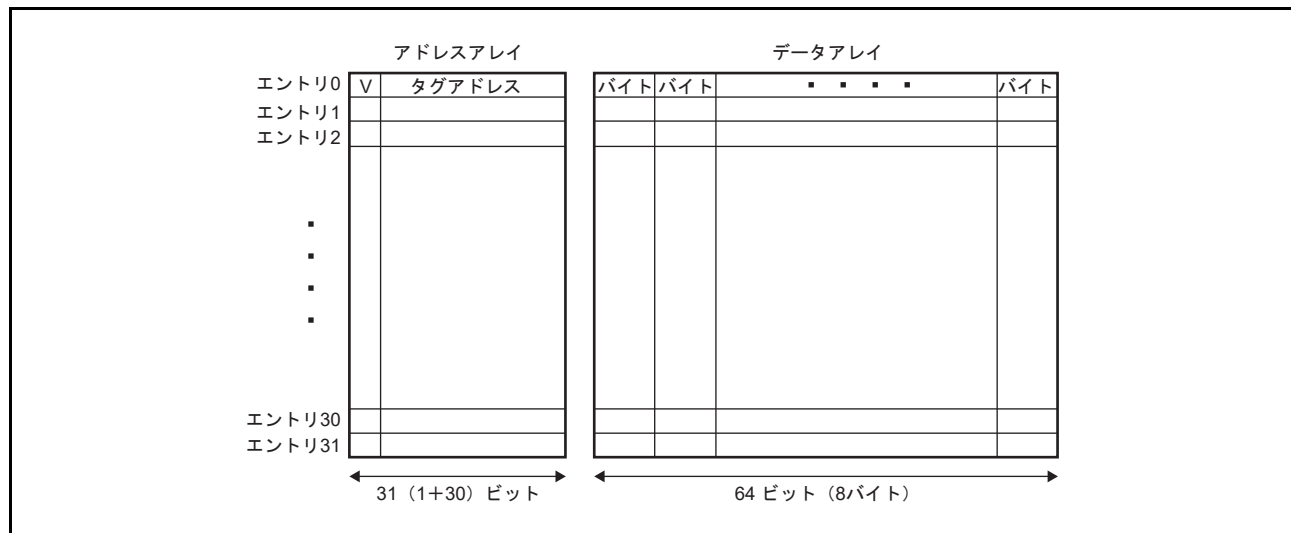 アドレスアレイ データアレイ
エントリ0 V タグアドレス バイト バイト ・ ・ ・ ・ バイト
エントリ1
エントリ2
エントリ30
エントリ31
31（1＋30）ビット 64 ビット（8バイト）